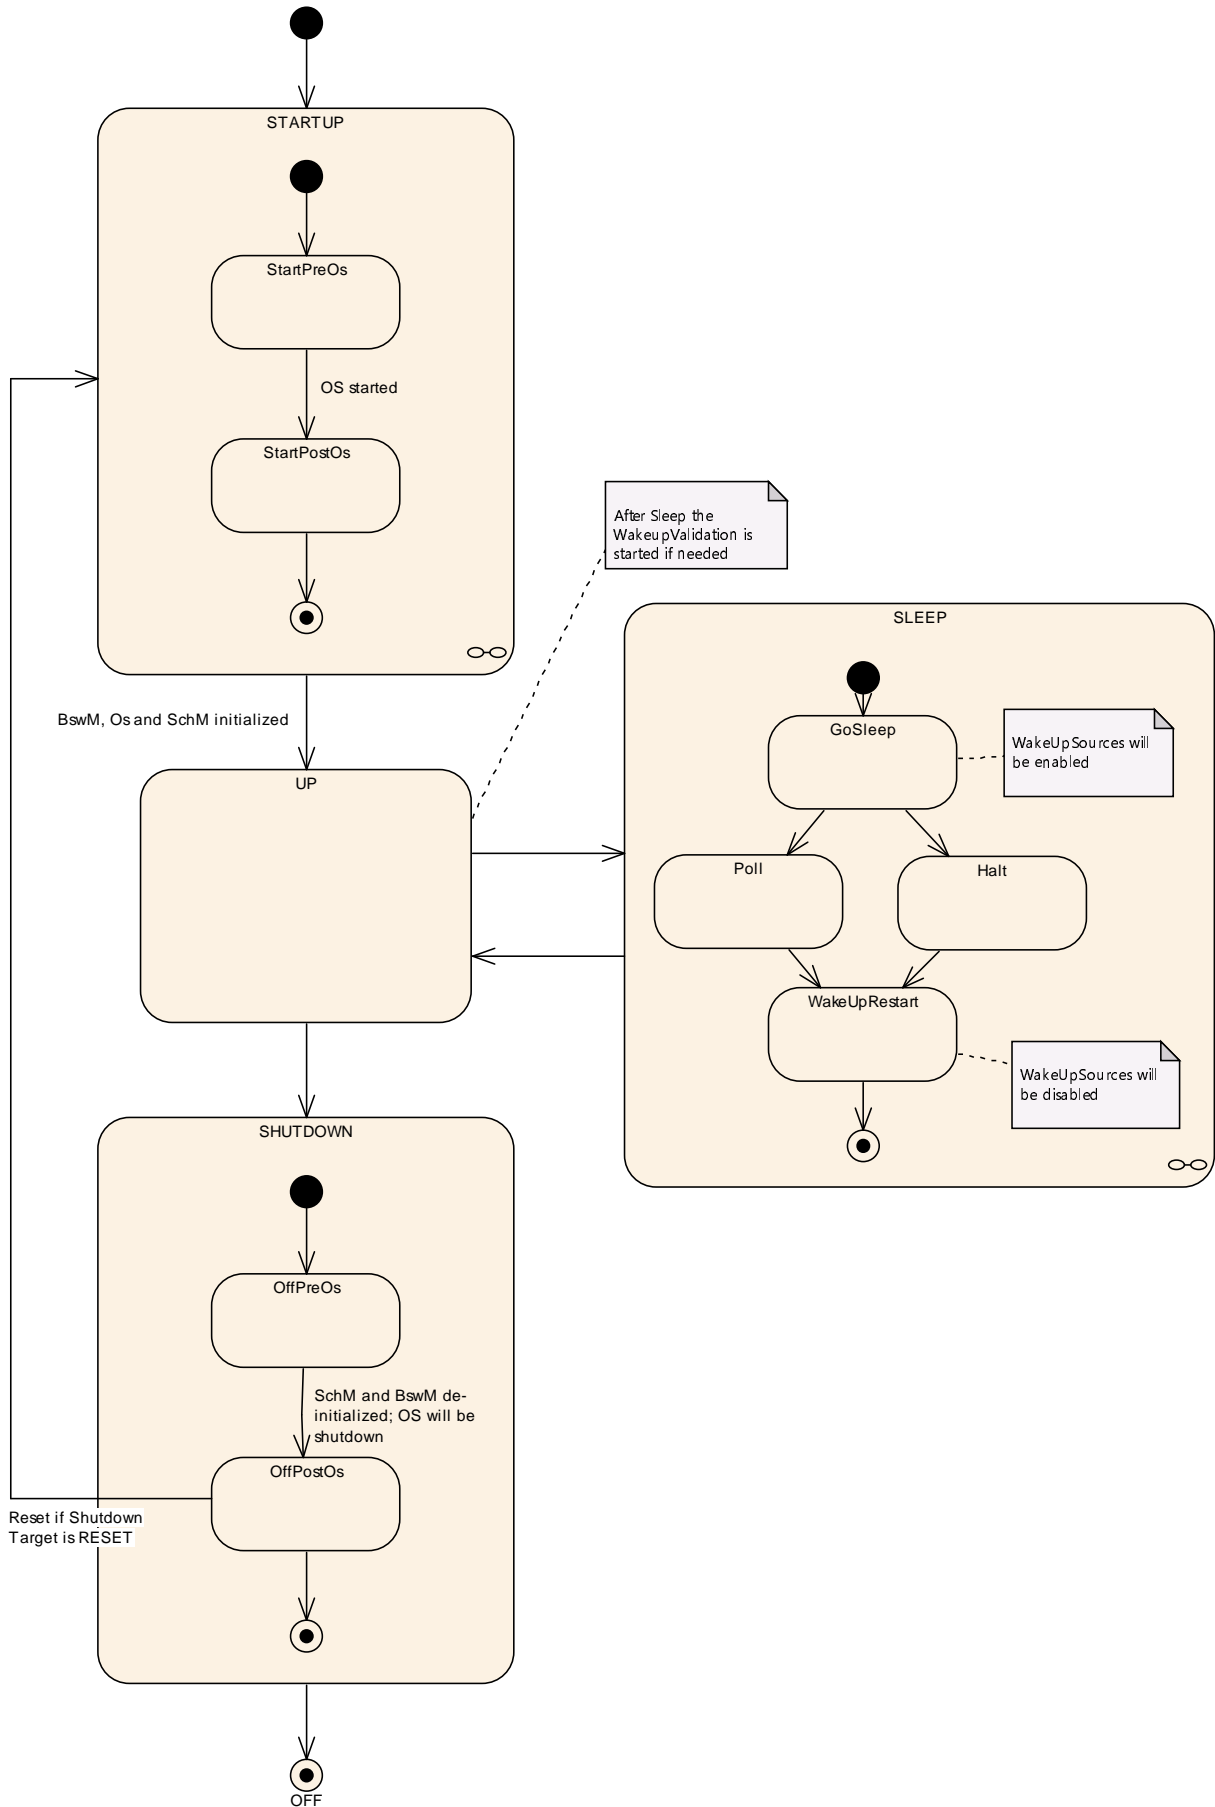 STARTUP
StartPreOs
OS started
StartPostOs
After Sleep the
WakeupValidation is
started if needed
SLEEP
GoSleep
WakeUpSources will
be enabled
BswM, Os and SchM initialized
UP
Poll
Halt
WakeUpRestart
WakeUpSources will
be disabled
SHUTDOWN
OffPreOs
SchM and BswM de-
initialized; OS will be
shutdown
OffPostOs
Reset if Shutdown
Target is RESET
OFF